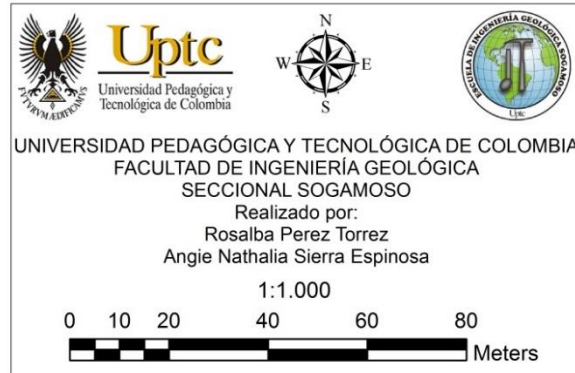 Uptc
Universidad Pedagógica y
Tecnológica de Colombia
FVTVRVM ÆDIFICAMVS
N
W E
S
ESCUELA DE INGENIERÍA GEOLÓGICA SOGAMOSO
Uptc
UNIVERSIDAD PEDAGÓGICA Y TECNOLÓGICA DE COLOMBIA
FACULTAD DE INGENIERÍA GEOLÓGICA
SECCIONAL SOGAMOSO
Realizado por:
Rosalba Perez Torrez
Angie Nathalia Sierra Espinosa
1:1.000
0 10 20 40 60 80
Meters